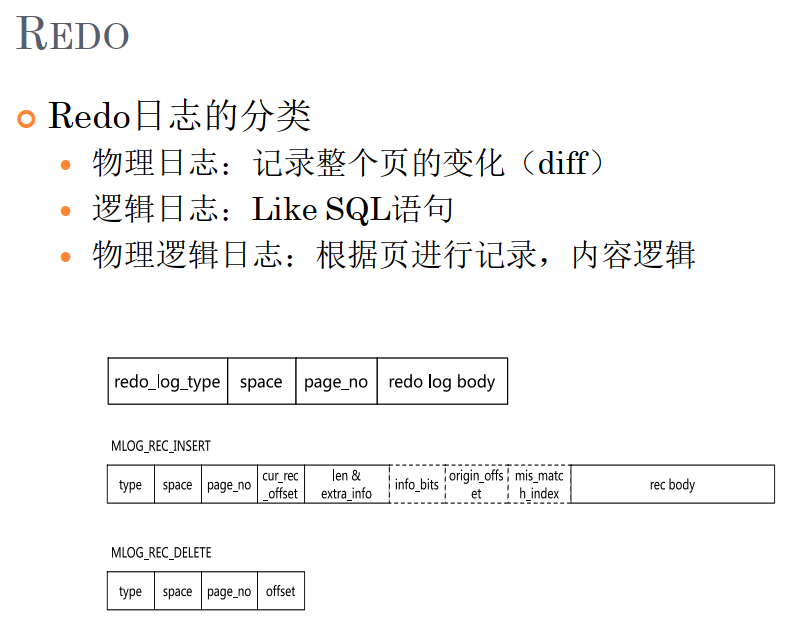 REDO
Redo日志的分类
物理日志：记录整个页的变化（diff）
逻辑日志：Like SQL语句
物理逻辑日志：根据页进行记录，内容逻辑
redo_log_type space page_no redo log body
MLOG_REC_INSERT
type space page_no cur_rec_offset len & extra_info info_bits origin_offset mis_match_index rec body
MLOG_REC_DELETE
type space page_no offset